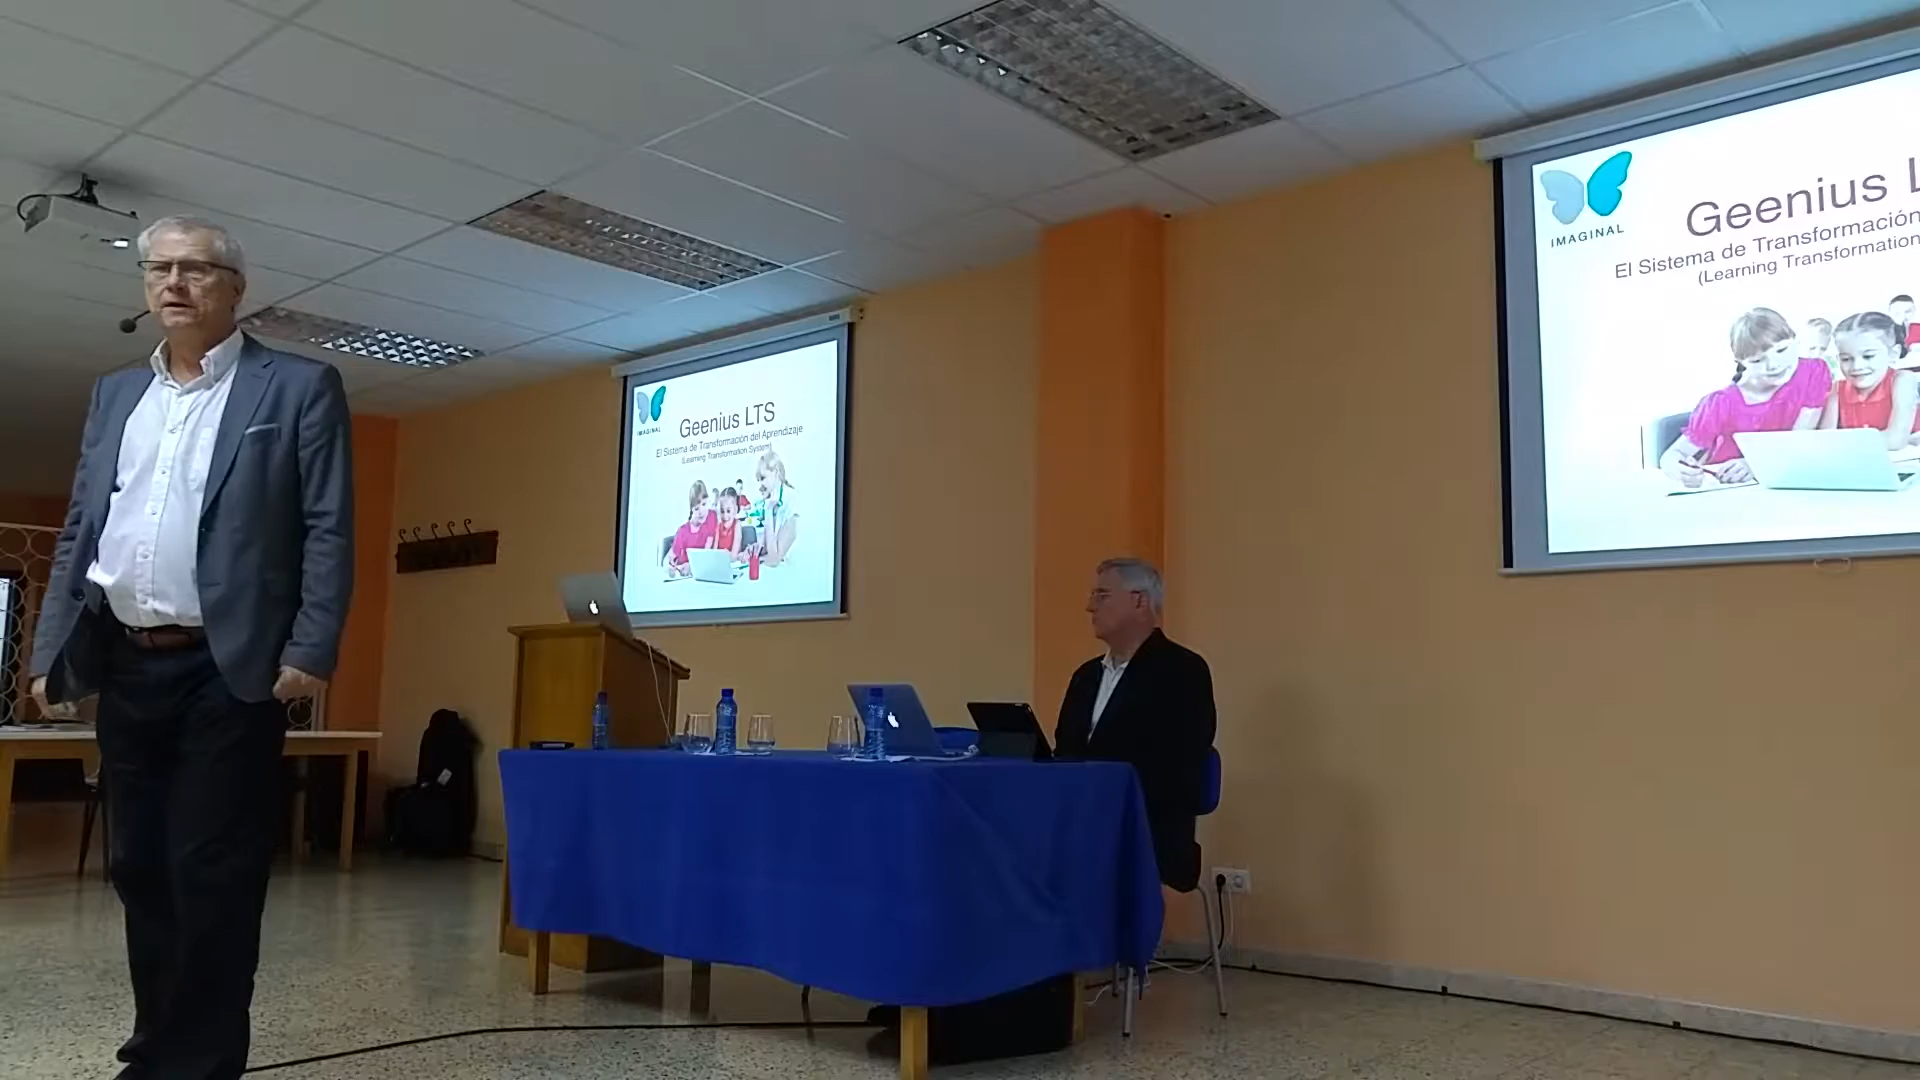 IMAGINAL
Geenius LTS
El Sistema de Transformación del Aprendizaje
(Learning Transformation System)
IMAGINAL
Geenius L
El Sistema de Transformación
(Learning Transformation